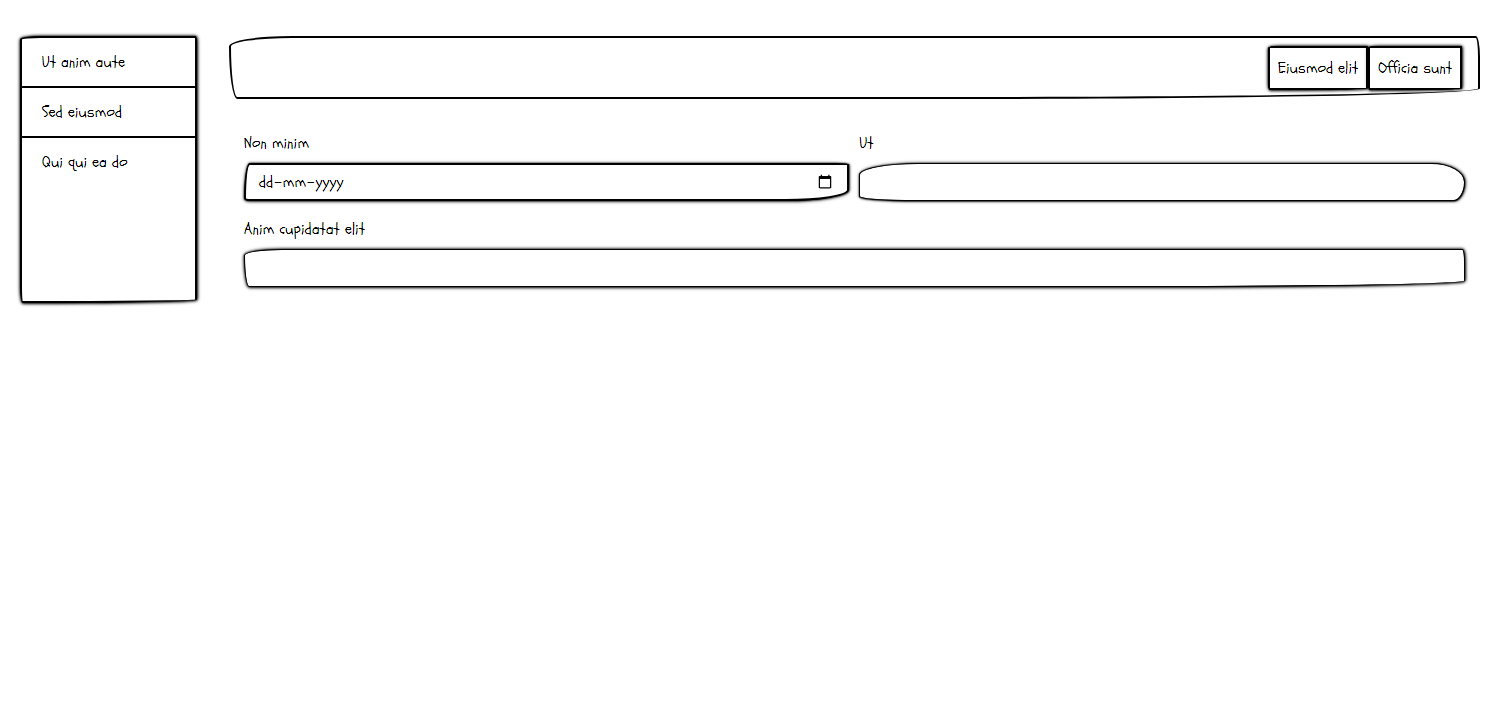 Ut anim aute
Sed eiusmod
Qui qui ea do
Eiusmod elit
Officia sunt
Non minim
dd-mm-yyyy
Ut
Anim cupidatat elit